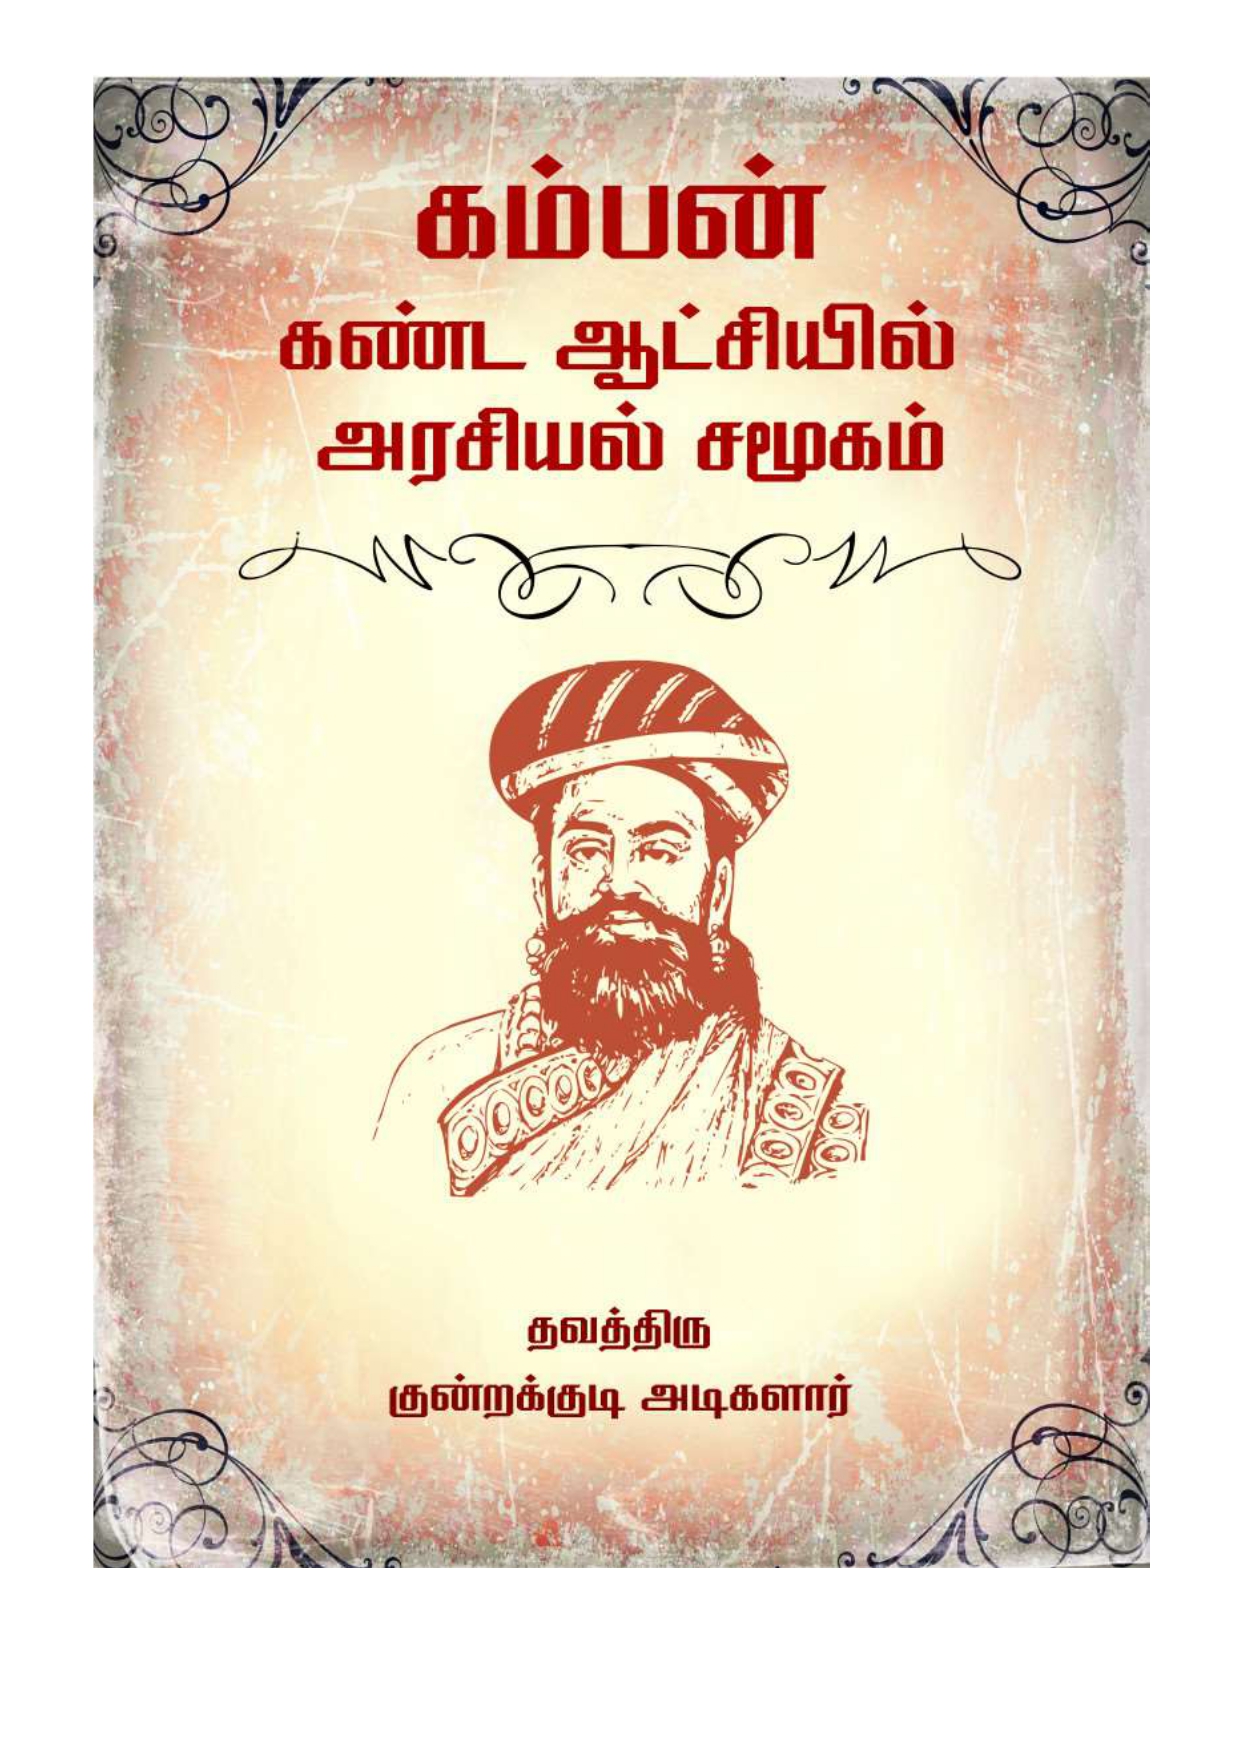 கம்பன்
கண்ட ஆட்சியில்
அரசியல் சமூகம்
தவத்திரு
குன்றக்குடி அடிகளார்